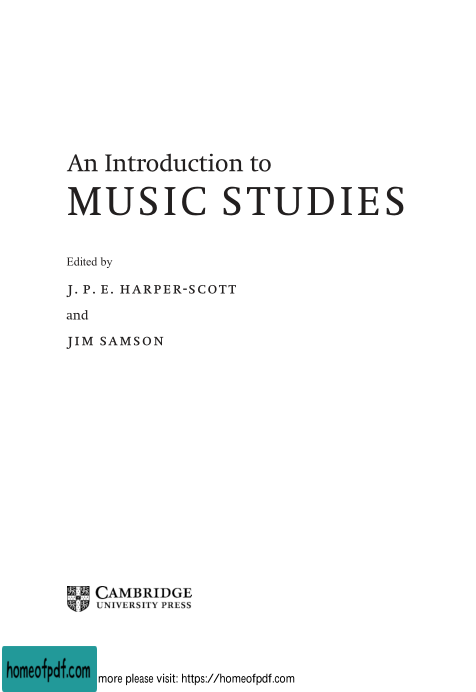 An Introduction to
MUSIC STUDIES
Edited by
J. P. E. HARPER-SCOTT
and
JIM SAMSON
CAMBRIDGE
UNIVERSITY PRESS
homeofpdf.com more please visit: https://homeofpdf.com